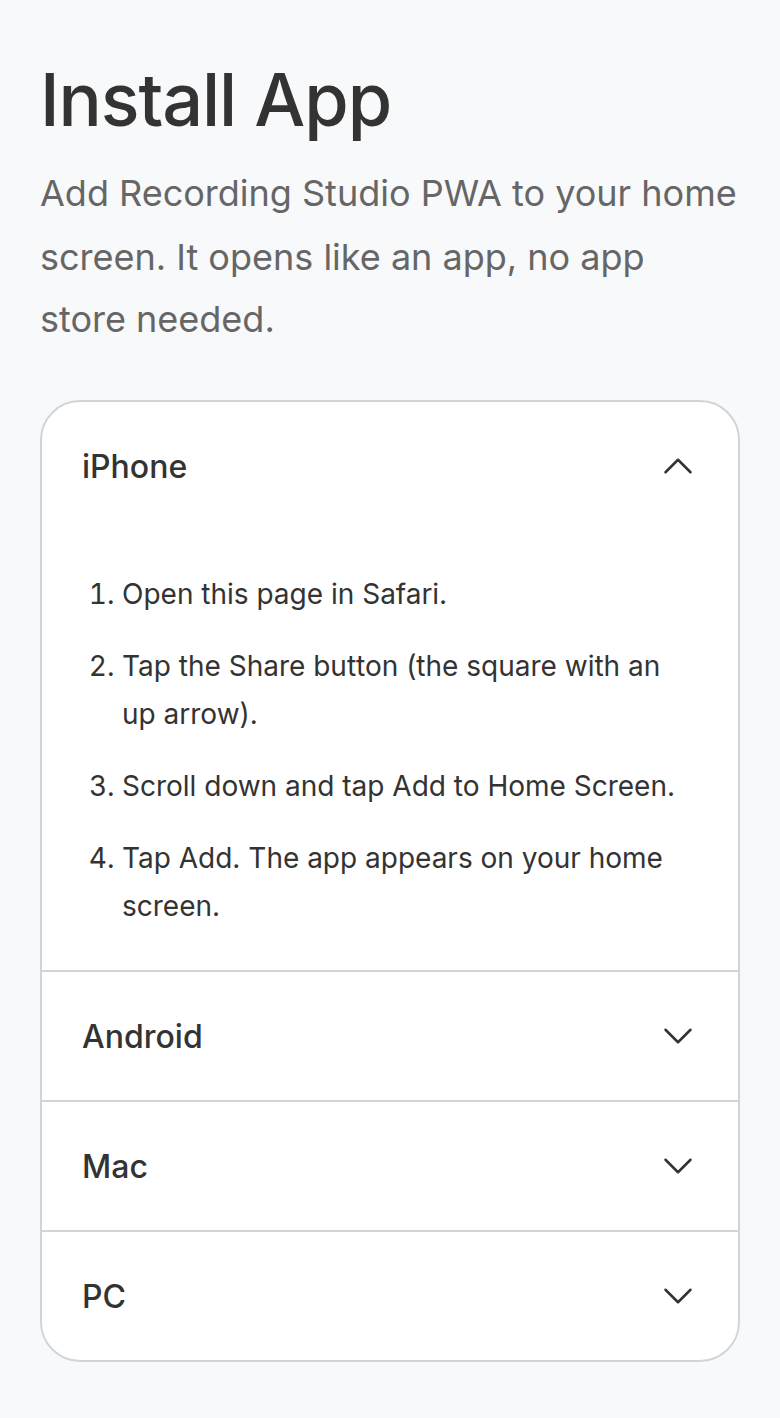 Install App
Add Recording Studio PWA to your home
screen. It opens like an app, no app
store needed.
iPhone
1. Open this page in Safari.
2. Tap the Share button (the square with an
up arrow).
3. Scroll down and tap Add to Home Screen.
4. Tap Add. The app appears on your home
screen.
Android
Mac
PC